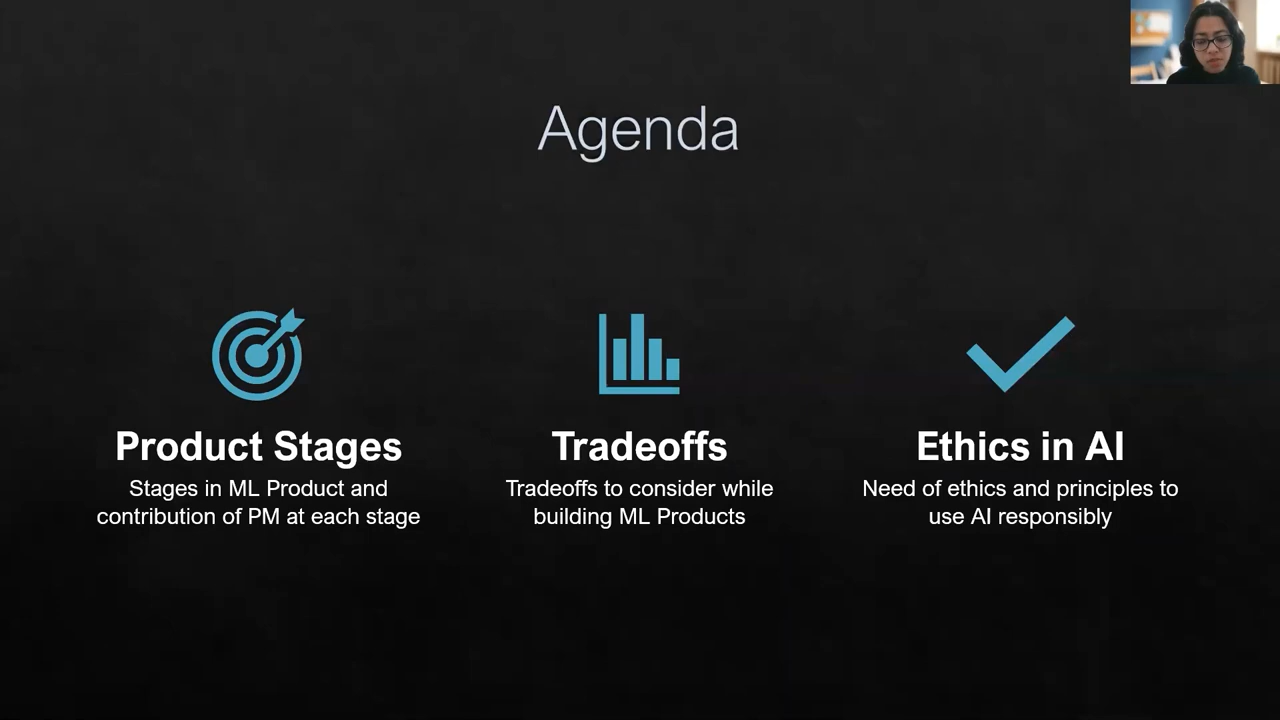 Agenda
Product Stages
Stages in ML Product and
contribution of PM at each stage
Tradeoffs
Tradeoffs to consider while
building ML Products
Ethics in AI
Need of ethics and principles to
use AI responsibly